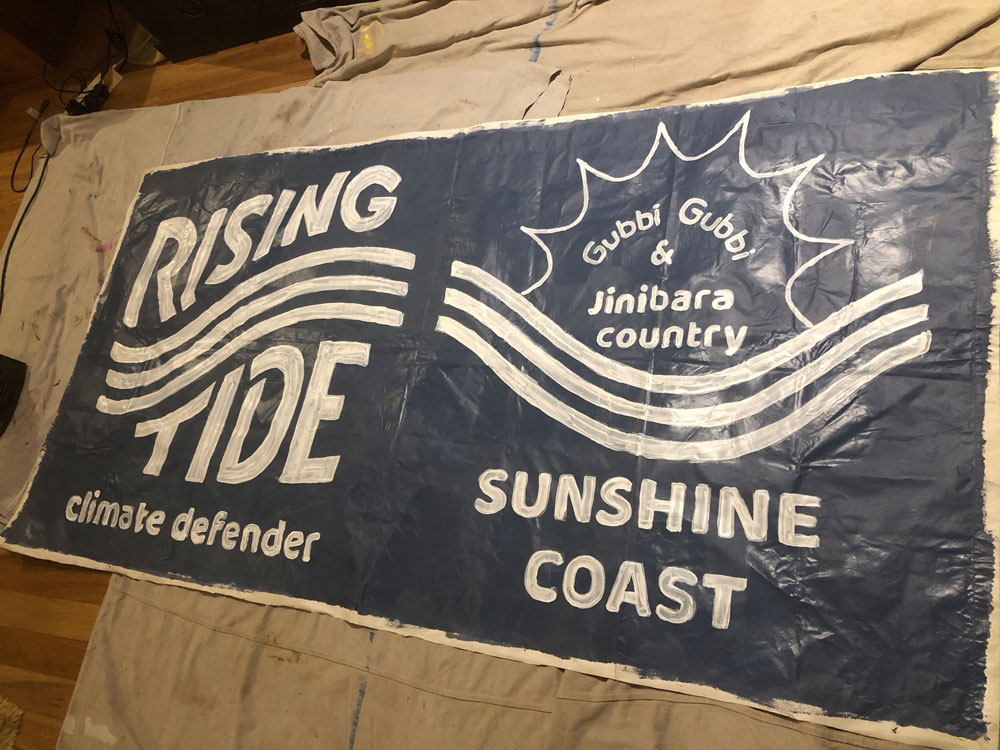 RISING
TIDE
climate defender
Gubbi Gubbi
&
Jinibara
country
SUNSHINE
COAST